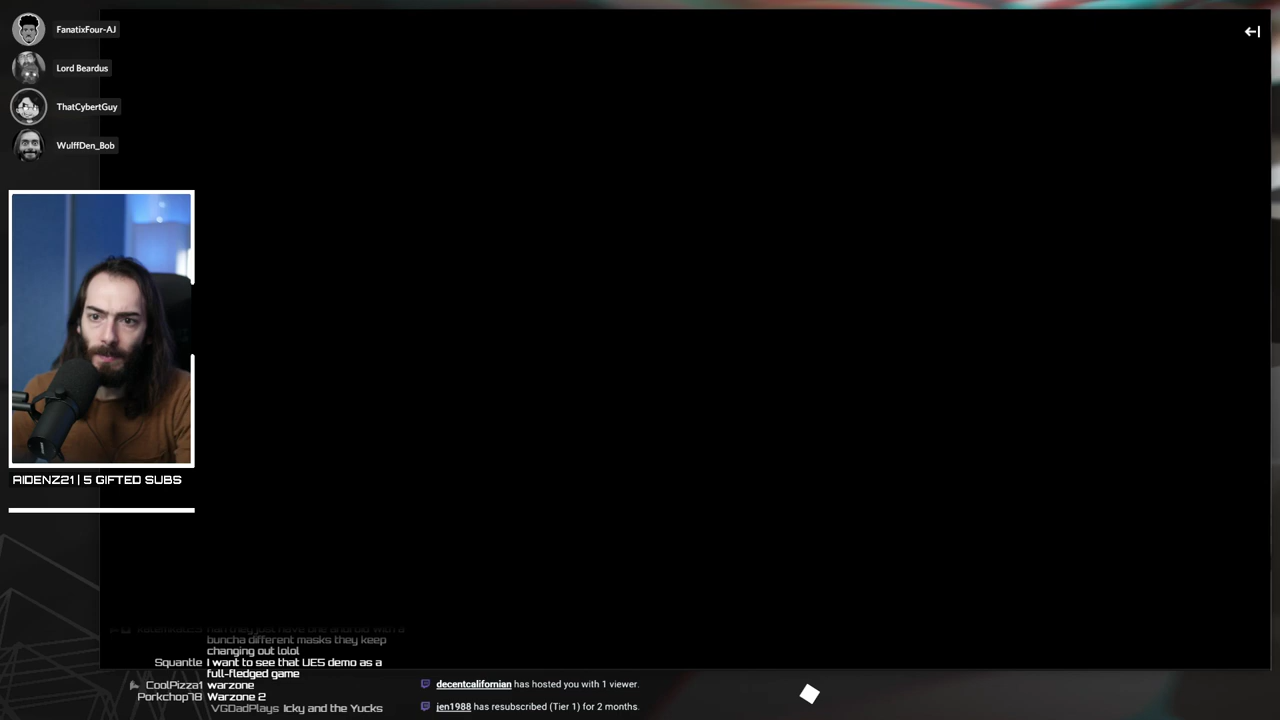 FanatixFour-AJ
Lord Beardus
ThatCybertGuy
WulffDen_Bob
AIDENZ21 | 5 GIFTED SUBS
buncha different masks they keep
changing out lolol
Squantle I want to see that UE5 demo as a
full-fledged game
CoolPizza1 warzone
Porkchop78 Warzone 2
VGDadPlays Icky and the Yucks
decentcalifornian has hosted you with 1 viewer.
jen1988 has resubscribed (Tier 1) for 2 months.